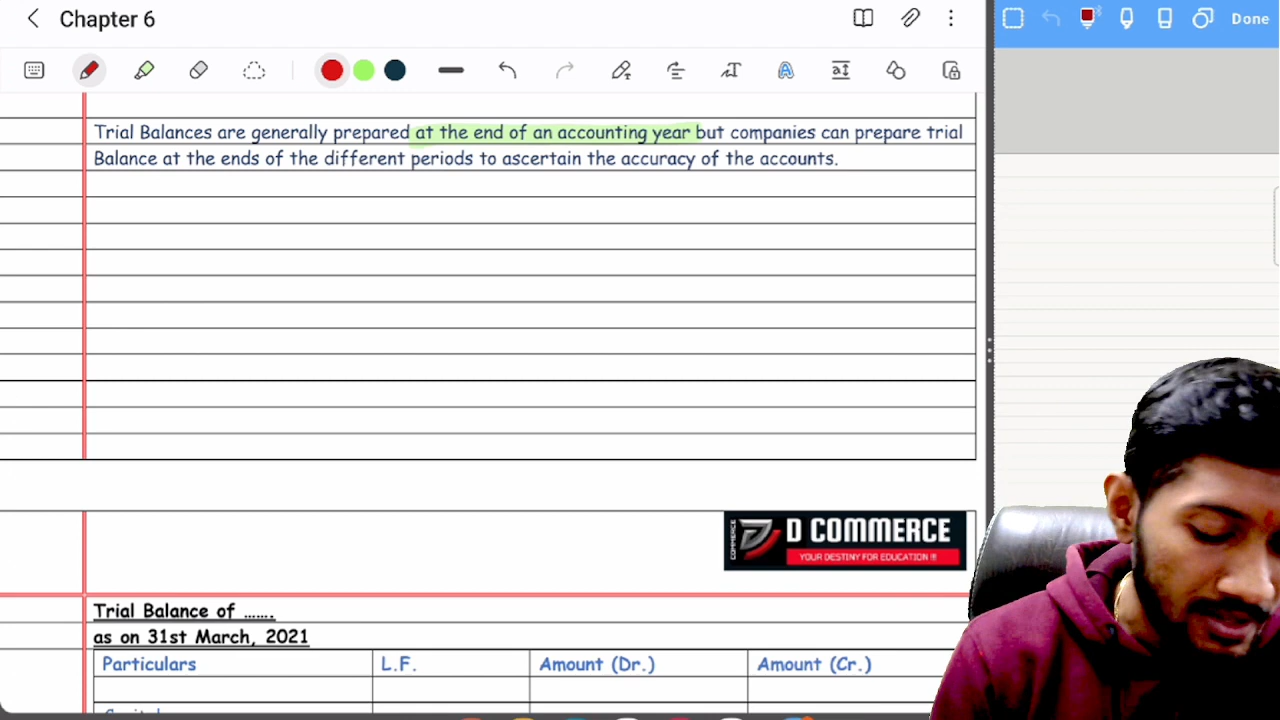 Chapter 6
Done
Trial Balances are generally prepared at the end of an accounting year but companies can prepare trial
Balance at the ends of the different periods to ascertain the accuracy of the accounts.
COMMERCE
D COMMERCE
YOUR DESTINY FOR EDUCATION !!!
Trial Balance of .......
as on 31st March, 2021
Particulars L.F. Amount (Dr.) Amount (Cr.)